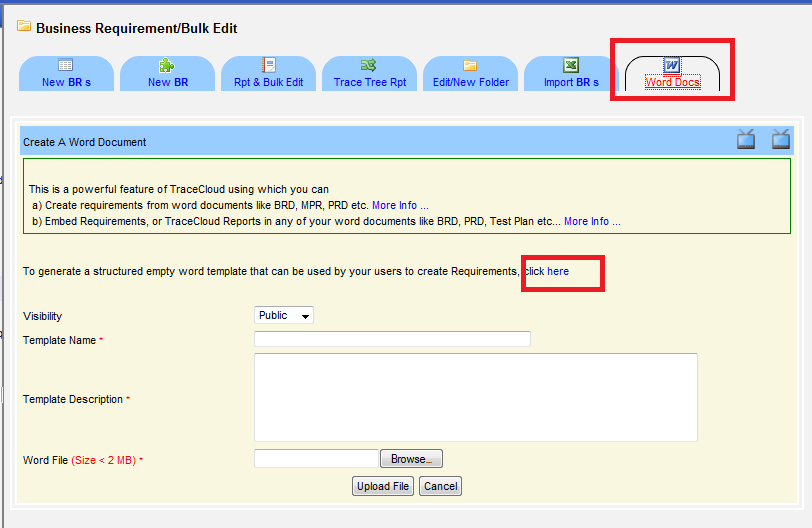 Business Requirement/Bulk Edit
New BR s
New BR
Rpt & Bulk Edit
Trace Tree Rpt
Edit/New Folder
Import BR s
Word Docs
Create A Word Document
This is a powerful feature of TraceCloud using which you can
a) Create requirements from word documents like BRD, MPR, PRD etc. More Info ...
b) Embed Requirements, or TraceCloud Reports in any of your word documents like BRD, PRD, Test Plan etc... More Info ...
To generate a structured empty word template that can be used by your users to create Requirements, click here
Visibility
Public
Template Name *
Template Description *
Word File (Size < 2 MB) *
Browse...
Upload File
Cancel